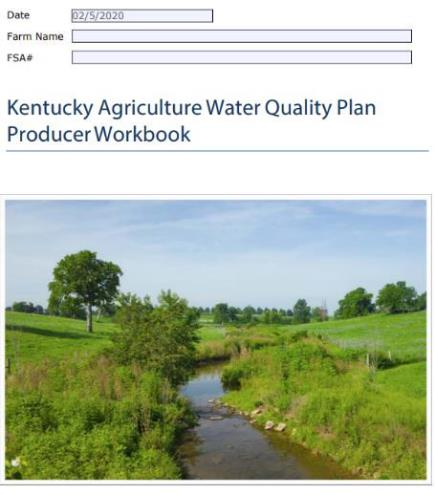 Date 02/5/2020
Farm Name
FSA#
Kentucky Agriculture Water Quality Plan
Producer Workbook